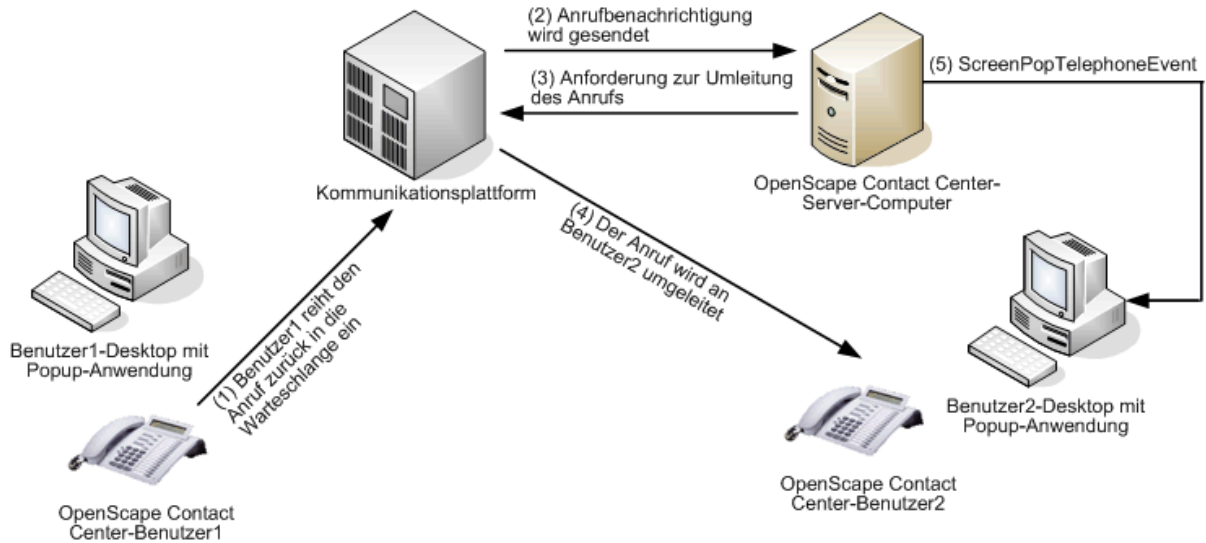 (2) Anrufbenachrichtigung
wird gesendet
(3) Anforderung zur Umleitung
des Anrufs
(5) ScreenPopTelephoneEvent
Kommunikationsplattform
OpenScape Contact Center-
Server-Computer
(4) Der Anruf wird an
Benutzer2 umgeleitet
Benutzer1-Desktop mit
Popup-Anwendung
(1) Benutzer1 reiht den
Anruf zurück in die
Warteschlange ein
Benutzer2-Desktop mit
Popup-Anwendung
OpenScape Contact
Center-Benutzer2
OpenScape Contact
Center-Benutzer1